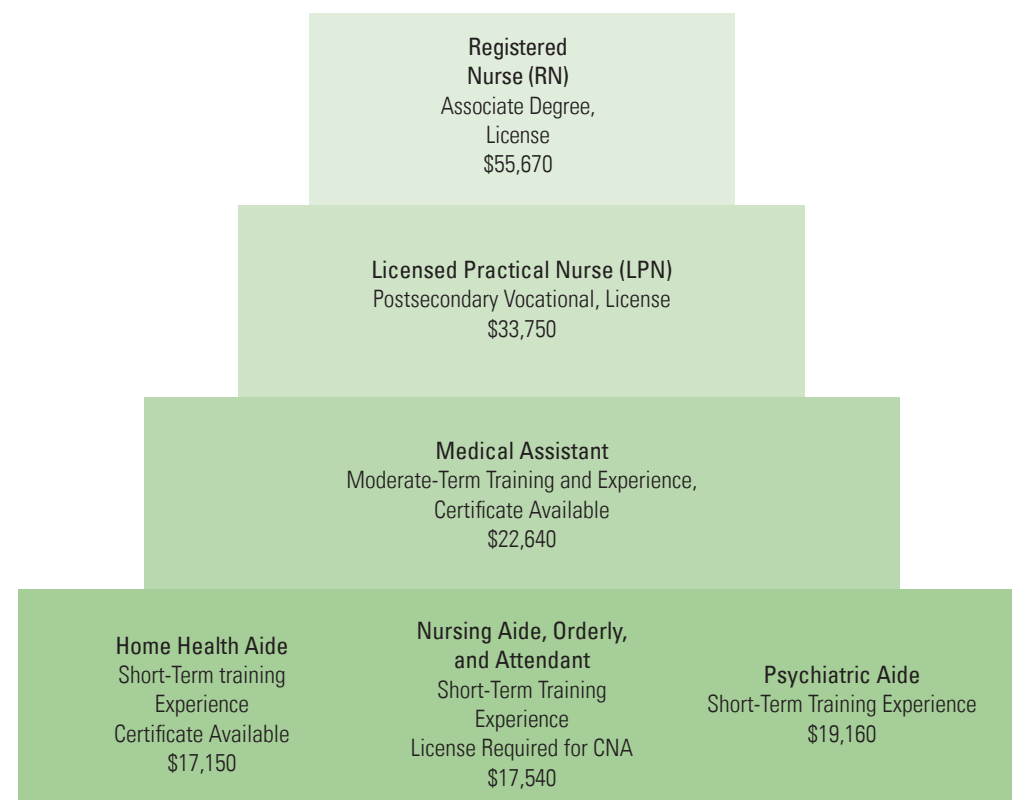 Registered
Nurse (RN)
Associate Degree,
License
$55,670
Licensed Practical Nurse (LPN)
Postsecondary Vocational, License
$33,750
Medical Assistant
Moderate-Term Training and Experience,
Certificate Available
$22,640
Home Health Aide
Short-Term training
Experience
Certificate Available
$17,150
Nursing Aide, Orderly,
and Attendant
Short-Term Training
Experience
License Required for CNA
$17,540
Psychiatric Aide
Short-Term Training Experience
$19,160